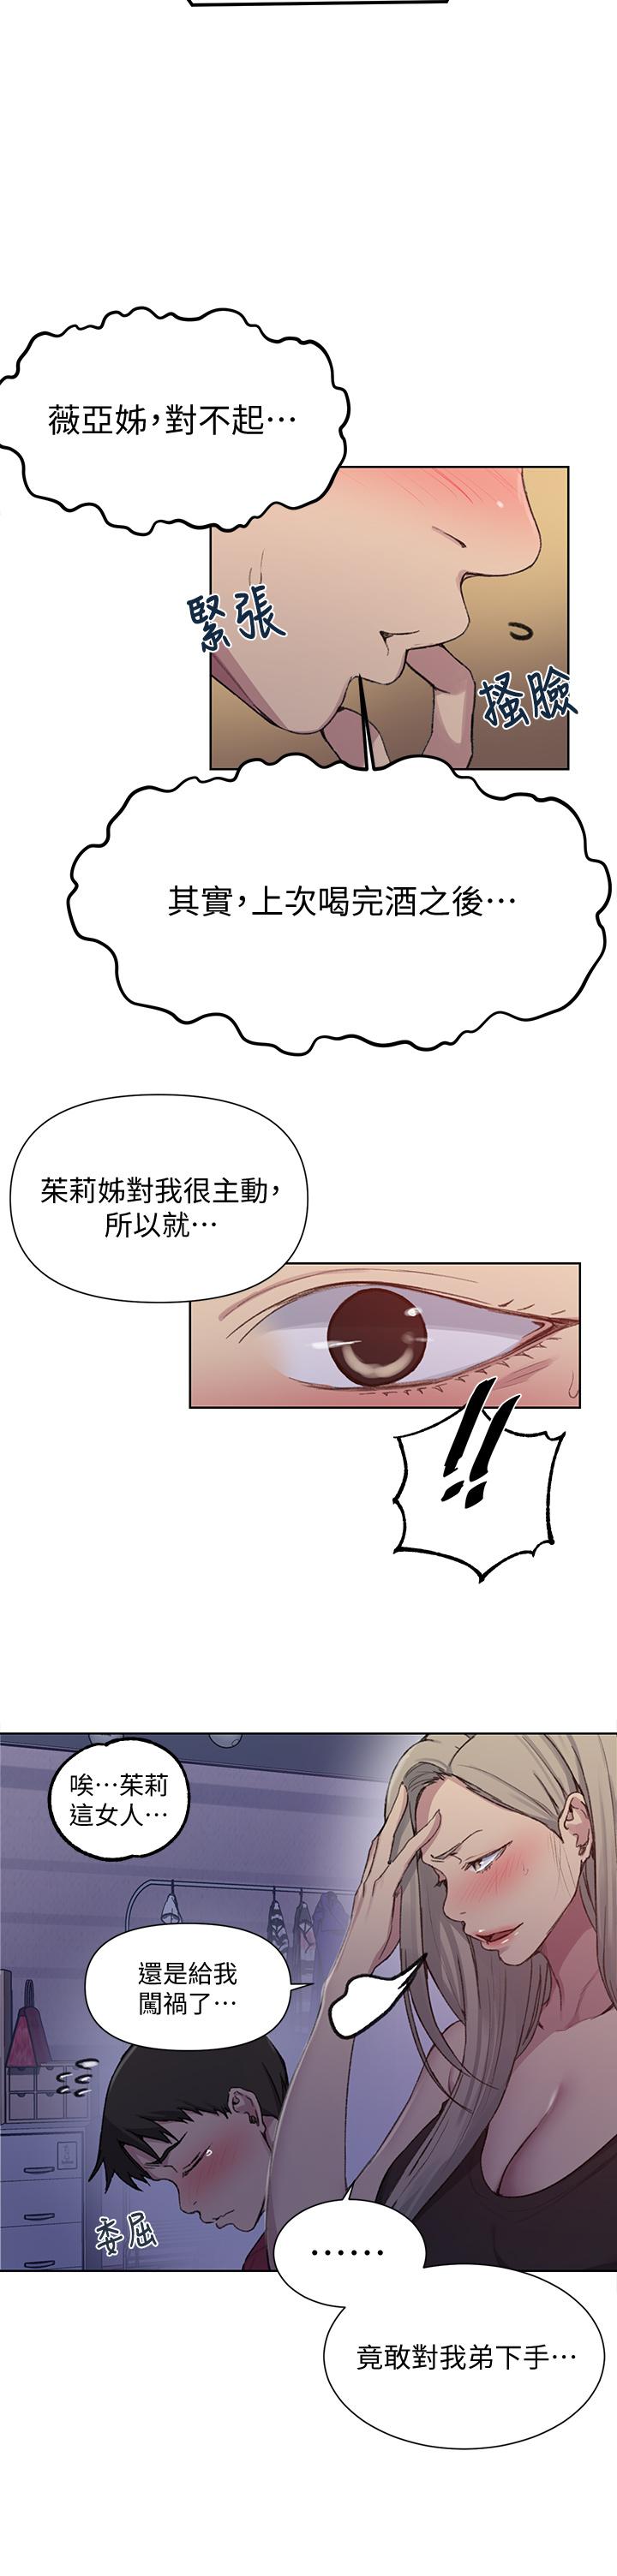 薇亞姊，對不起⋯
緊張
搔臉
其實，上次喝完酒之後⋯
茱莉姊對我很主動，
所以就⋯
!!
唉⋯茱莉
這女人⋯
還是給我
闖禍了⋯
委屈
⋯⋯
竟敢對我弟下手⋯